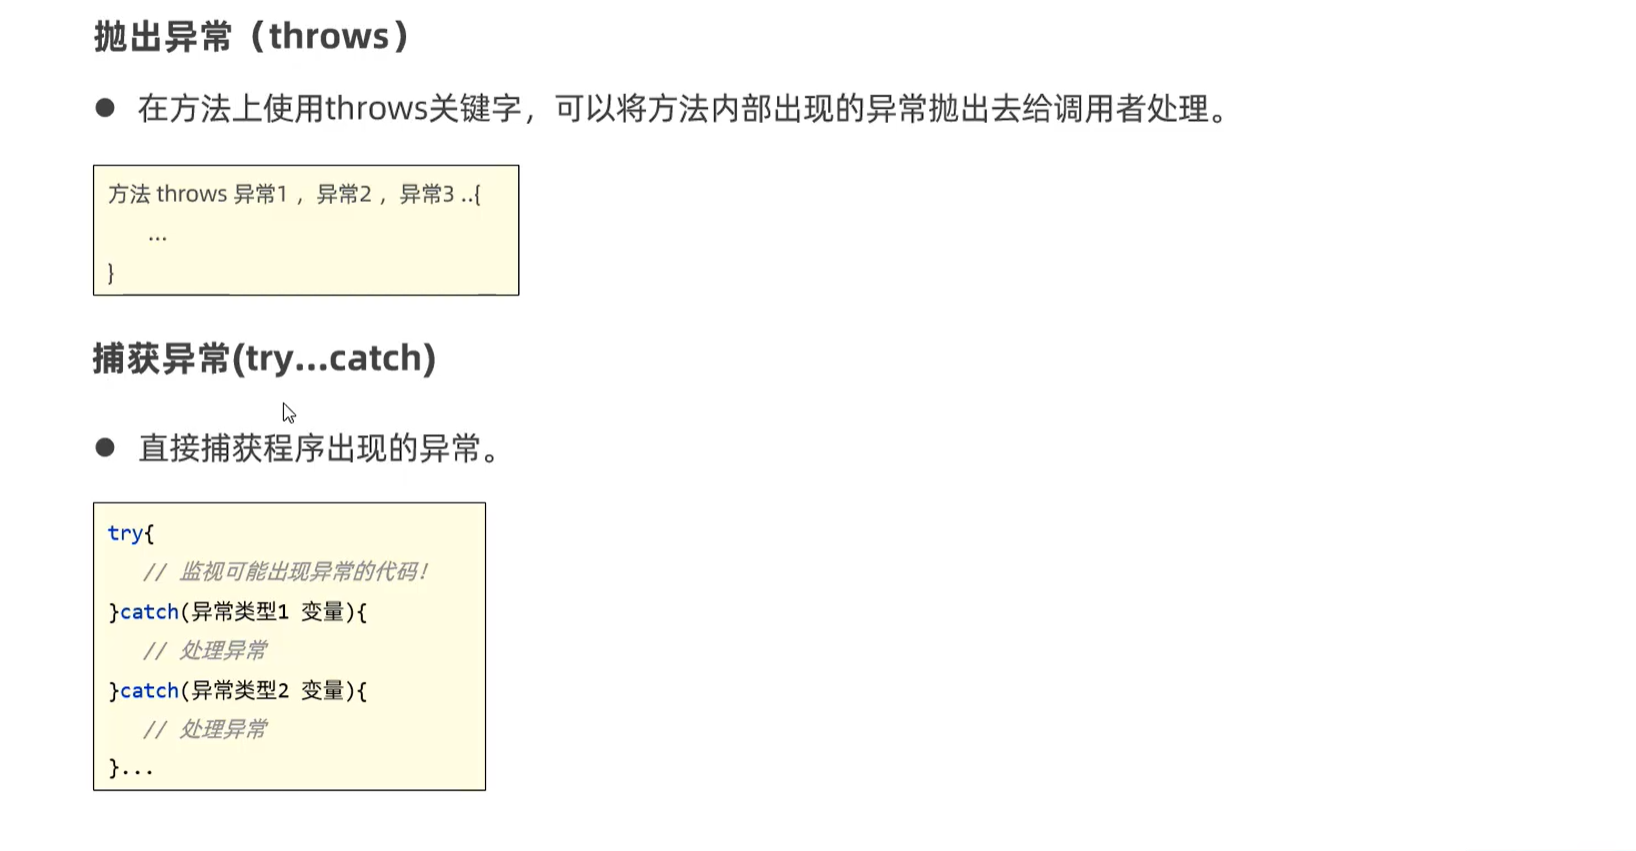 抛出异常（throws）
● 在方法上使用throws关键字，可以将方法内部出现的异常抛出去给调用者处理。
方法 throws 异常1 ，异常2 ，异常3 ..{
...
}
捕获异常(try...catch)
● 直接捕获程序出现的异常。
try{
// 监视可能出现异常的代码！
}catch(异常类型1 变量){
// 处理异常
}catch(异常类型2 变量){
// 处理异常
}...